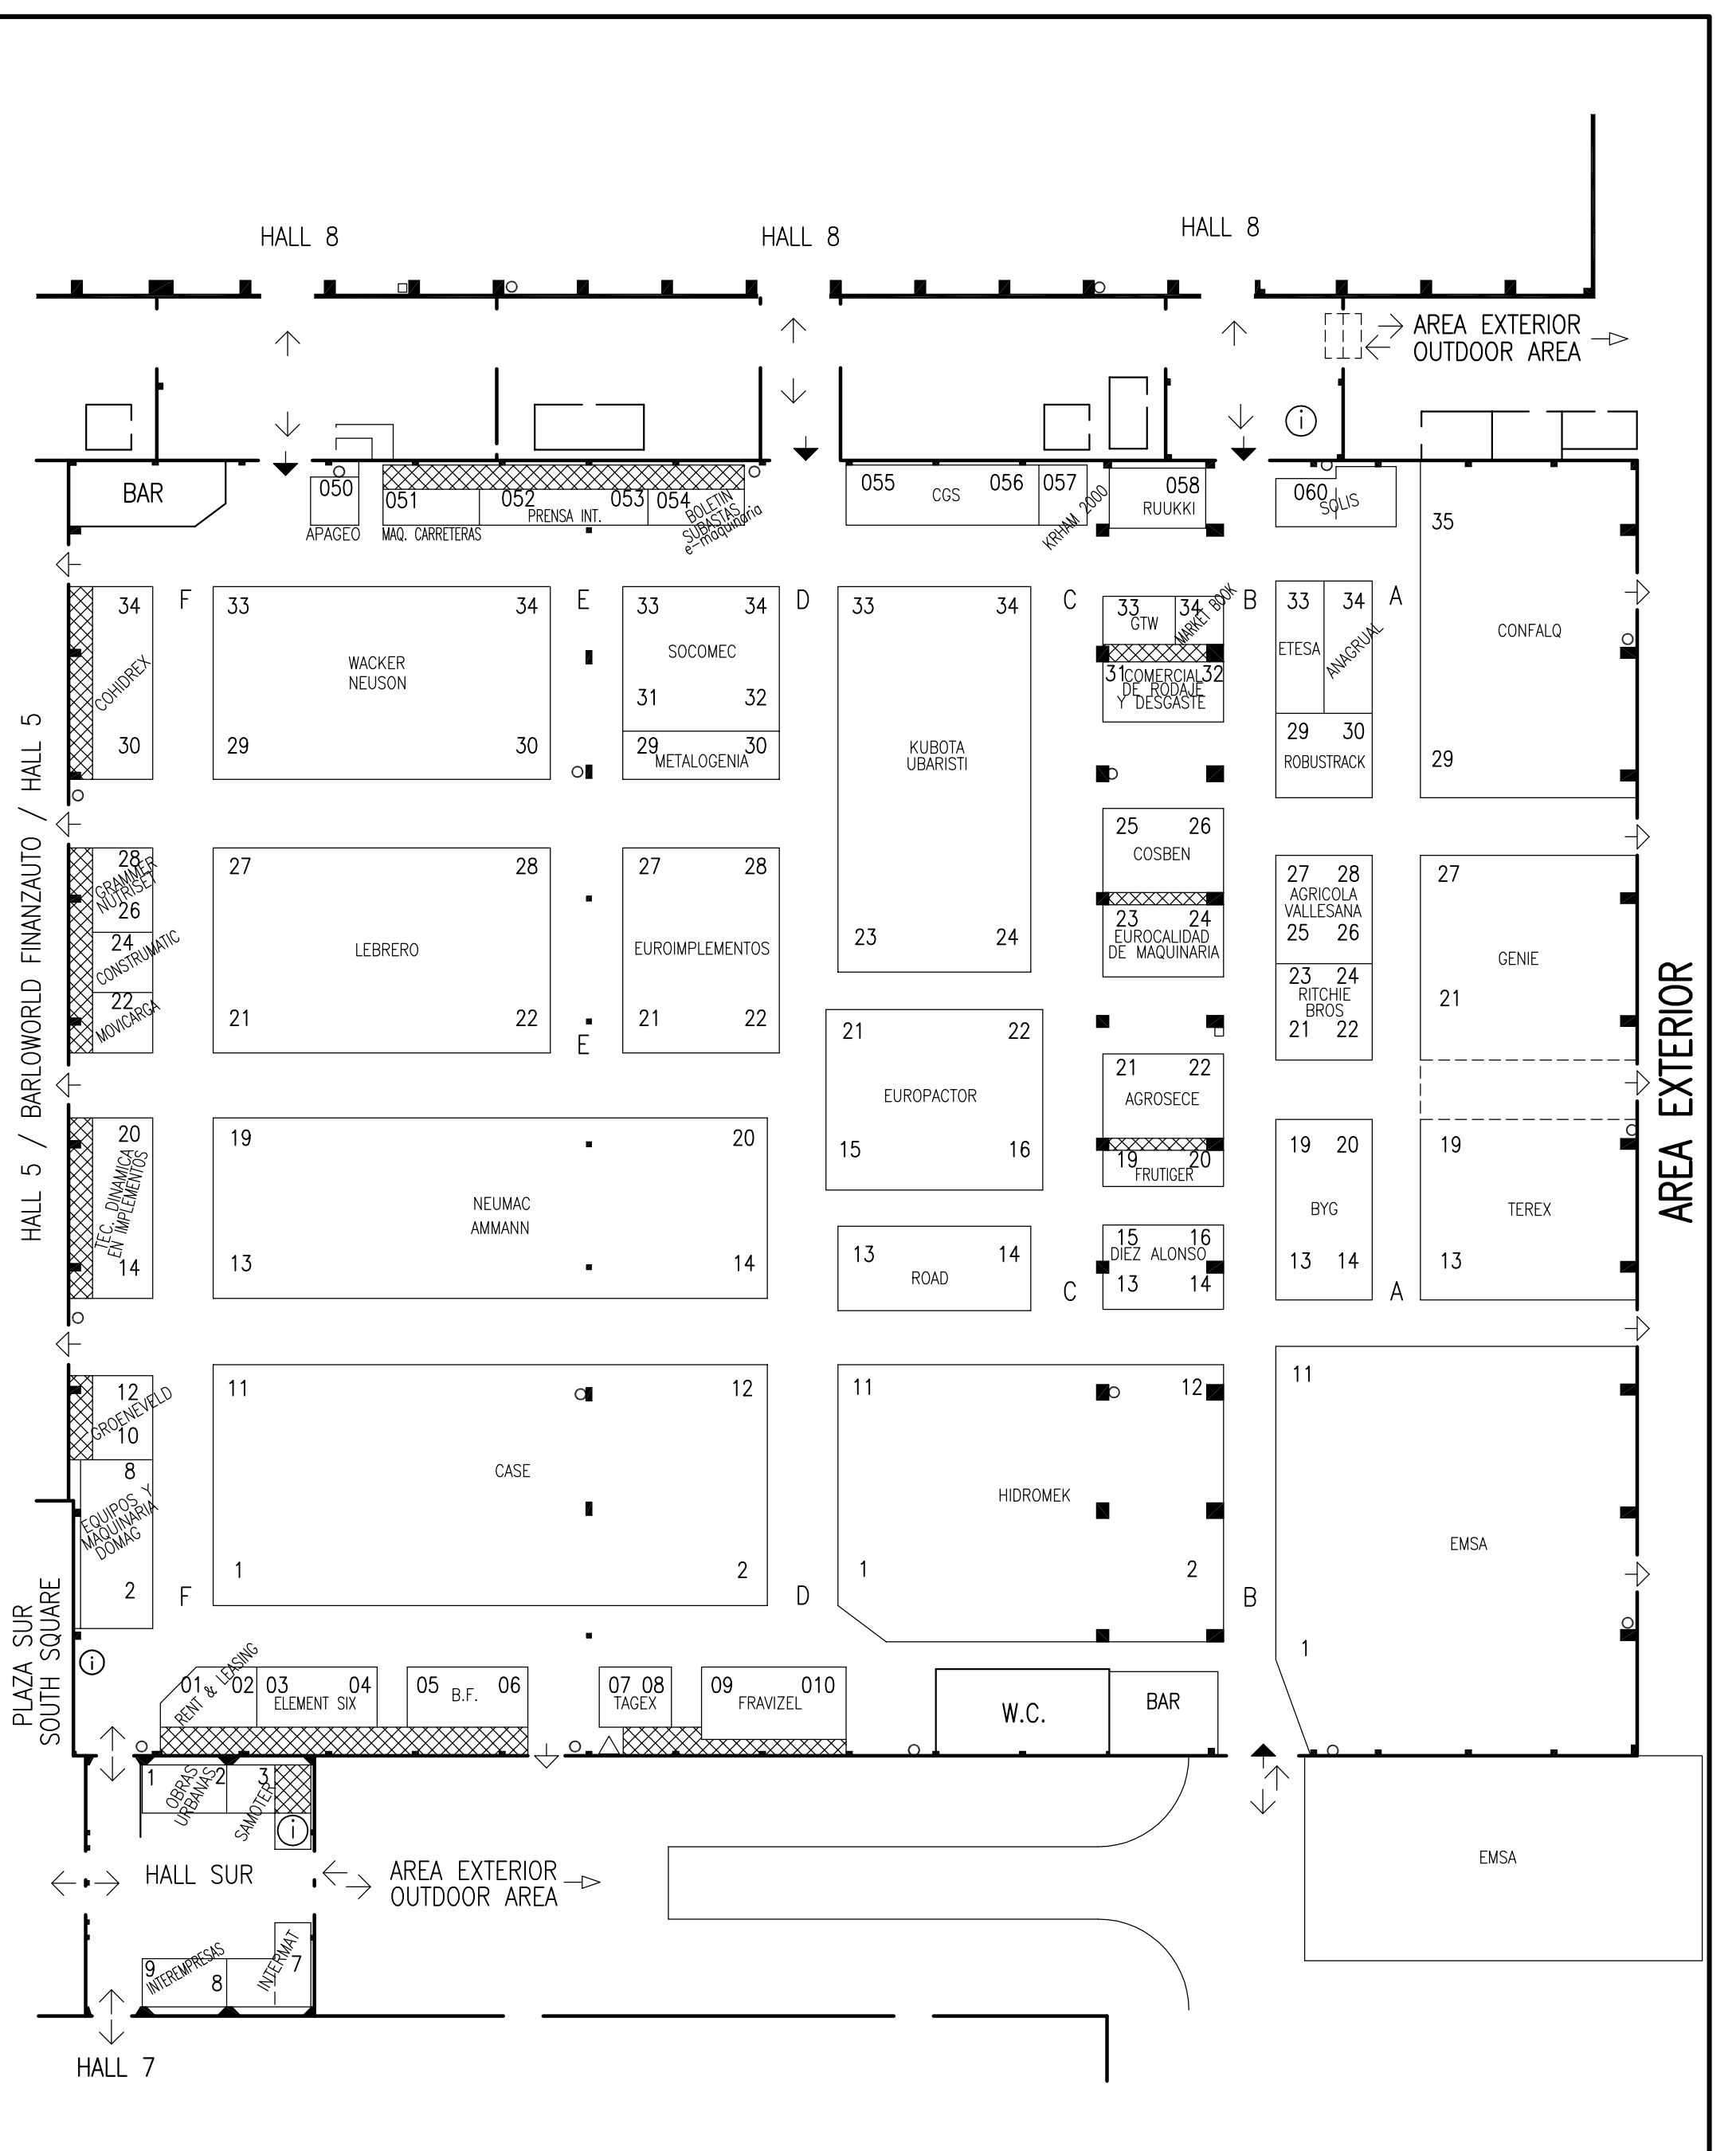 HALL 8
HALL 8
HALL 8
AREA EXTERIOR
OUTDOOR AREA
BAR
050
APAGEO
051
MAQ. CARRETERAS
052
053
PRENSA INT.
054
BOLETIN
SUBASTAS
e-maquinaria
055
CGS
056
057
KRHAM 2000
058
RUUKKI
060
SOLIS
35
CONFALQ
29
34
COHIDREX
30
F
33
34
WACKER
NEUSON
29
30
E
33
34
SOCOMEC
31
32
29
30
METALOGENIA
D
33
34
KUBOTA
UBARISTI
23
24
C
33
GTW
34
MARKET BOOK
31
32
COMERCIAL
DE RODAJE
Y DESGASTE
B
33
ETESA
34
ANAGRUAL
29
30
ROBUSTRACK
A
HALL 5 / BARLOWORLD FINANZAUTO / HALL 5
28
GRAMMER
NUTRISET
26
24
CONSTRUMATIC
22
MOVICARGA
27
28
LEBRERO
21
22
E
27
28
EUROIMPLEMENTOS
21
22
25
26
COSBEN
23
24
EUROCALIDAD
DE MAQUINARIA
27
28
AGRICOLA
VALLESANA
25
26
23
24
RITCHIE
BROS
21
22
27
GENIE
21
AREA EXTERIOR
20
TEC. DINAMICA
EN IMPLEMENTOS
14
19
20
NEUMAC
AMMANN
13
14
21
22
EUROPACTOR
15
16
13
14
ROAD
C
21
22
AGROSECE
19
20
FRUTIGER
15
16
DIEZ ALONSO
13
14
19
20
BYG
13
14
A
19
TEREX
13
12
GROENEVELD
10
8
EQUIPOS Y
MAQUINARIA
DOMAG
2
F
11
12
CASE
1
2
D
11
12
HIDROMEK
1
2
B
11
EMSA
1
PLAZA SUR
SOUTH SQUARE
i
i
01
02
RENT & LEASING
03
04
ELEMENT SIX
05
06
B.F.
07
08
TAGEX
09
010
FRAVIZEL
W.C.
BAR
1
2
OBRAS
URBANAS
3
SAMOTER
i
HALL SUR
AREA EXTERIOR
OUTDOOR AREA
EMSA
9
INTEREMPRESAS
8
INTERMAT
7
HALL 7